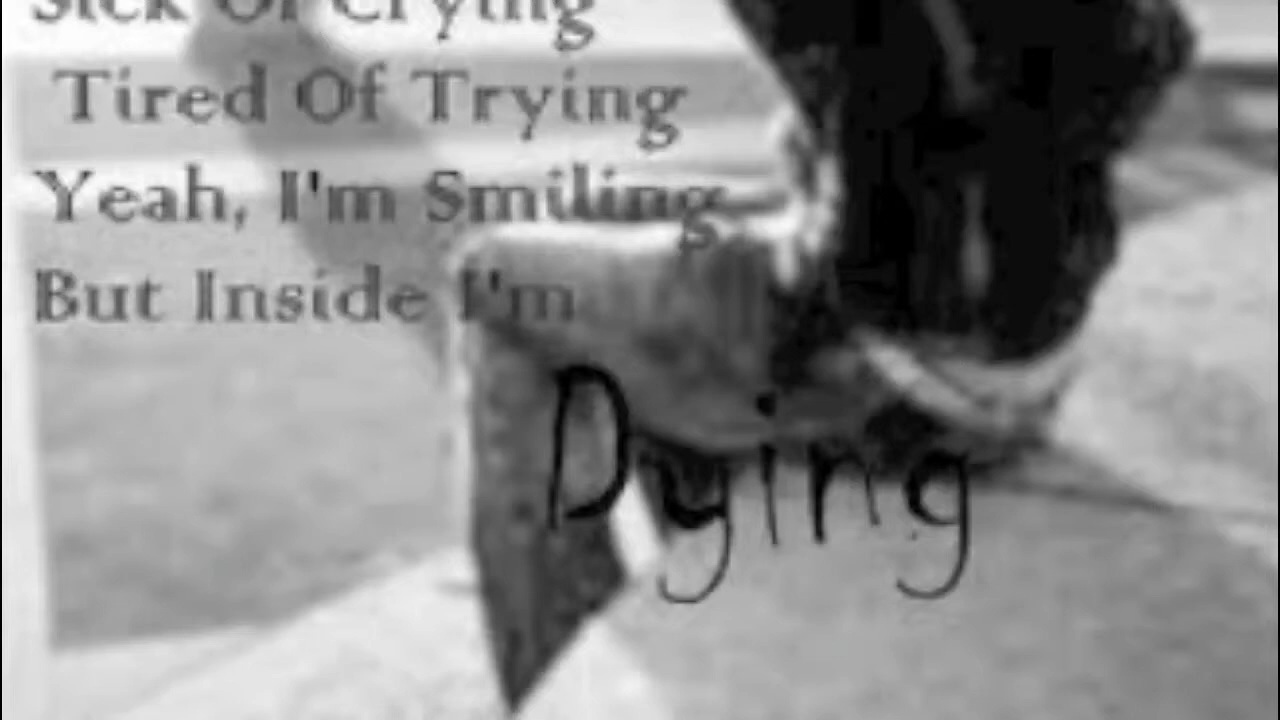 Sick Of Crying
Tired Of Trying
Yeah, I'm Smiling
But Inside I'm
Dying